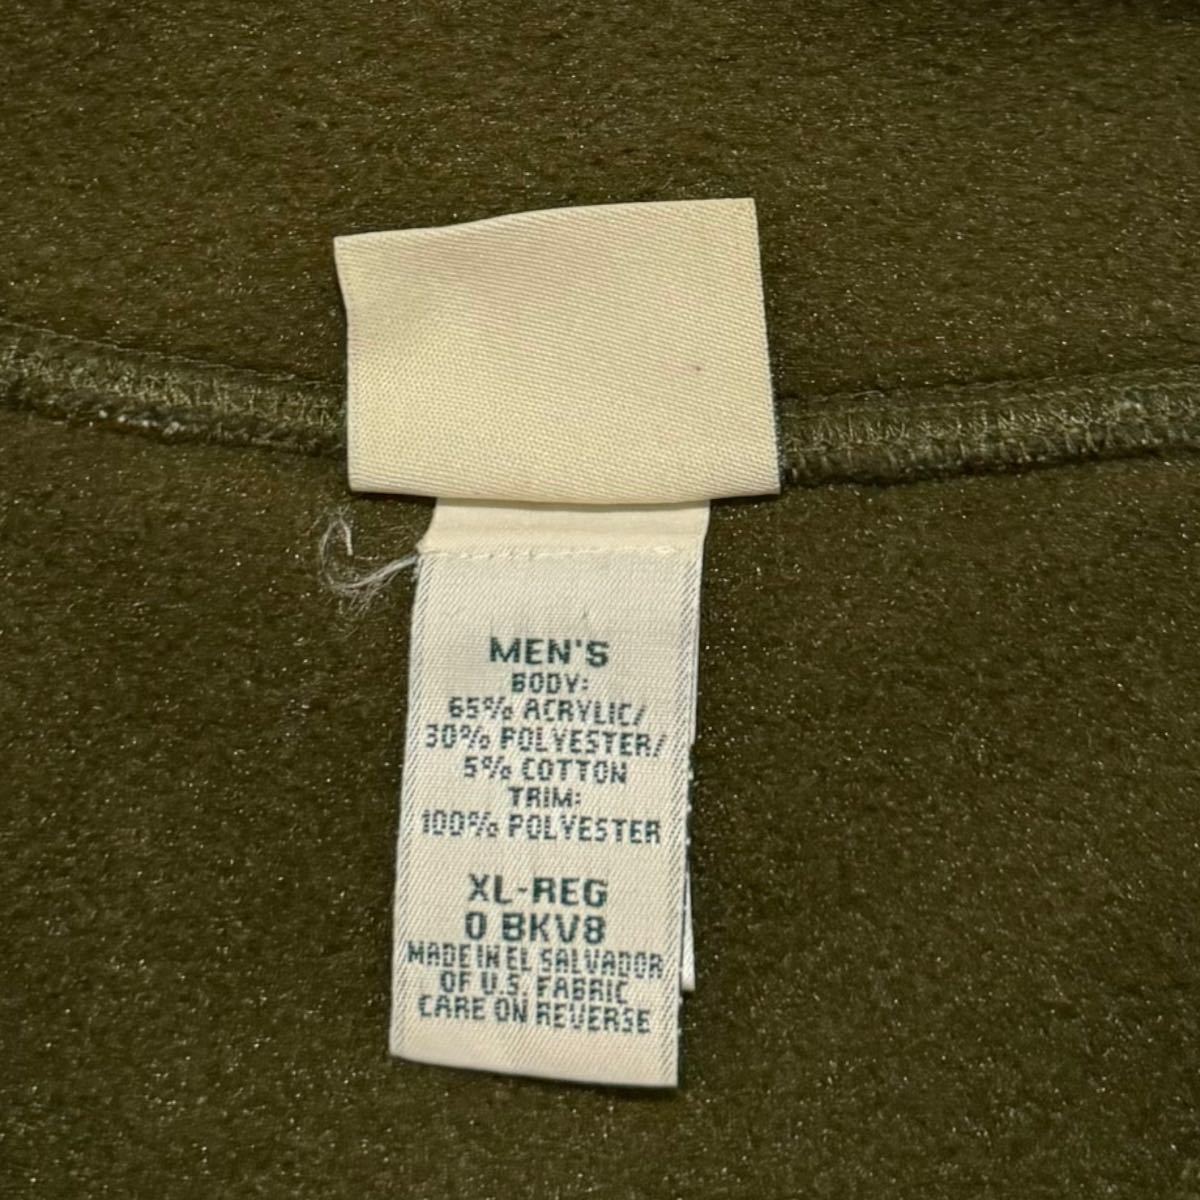 MEN'S
BODY:
65% ACRYLIC/
30% POLYESTER/
5% COTTON
TRIM:
100% POLYESTER
XL-REG
0 BKV8
MADE IN EL SALVADOR
OF U.S. FABRIC
CARE ON REVERSE